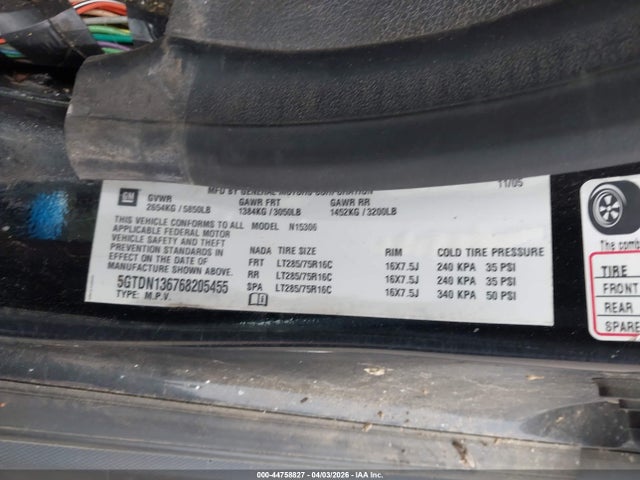 MFD BY GENERAL MOTORS CORPORATION 11/05
GM
GVWR GAWR FRT GAWR RR
2654KG / 5850LB 1384KG / 3050LB 1452KG / 3200LB
THIS VEHICLE CONFORMS TO ALL MODEL N15306
APPLICABLE FEDERAL MOTOR
VEHICLE SAFETY AND THEFT
PREVENTION STANDARDS IN
EFFECT ON THE DATE OF
MANUFACTURE SHOWN ABOVE.
5GTDN136768205455
TYPE: M.P.V.
NADA TIRE SIZE RIM COLD TIRE PRESSURE
FRT LT285/75R16C 16X7.5J 240 KPA 35 PSI
RR LT285/75R16C 16X7.5J 240 KPA 35 PSI
SPA LT285/75R16C 16X7.5J 340 KPA 50 PSI
The comb
TIRE
FRONT
REAR
SPARE
000-44758827 - 04/03/2026 - IAA Inc.